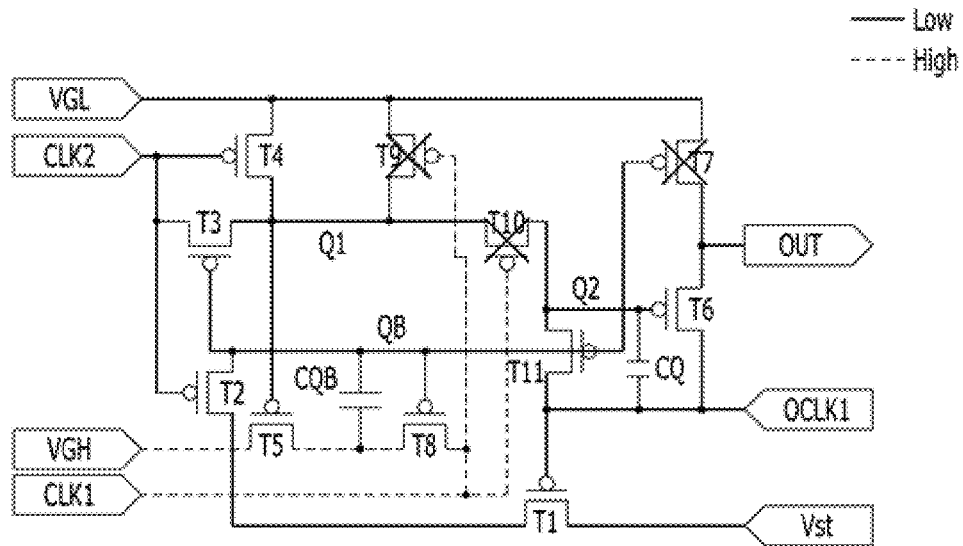 Low
High
VGL
CLK2
T4
T9
T7
T3
T10
Q1
OUT
Q2
T6
QB
CQB
T11
CQ
T2
OCLK1
VGH
T5
T8
CLK1
T1
Vst